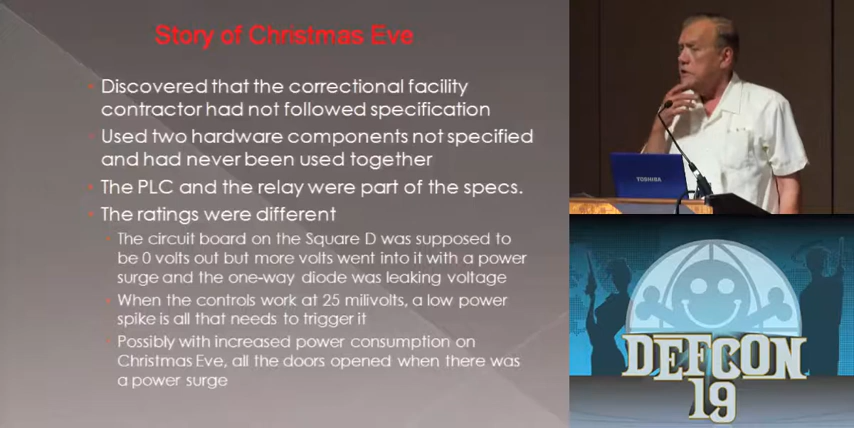 Story of Christmas Eve
Discovered that the correctional facility
contractor had not followed specification
Used two hardware components not specified
and had never been used together
The PLC and the relay were part of the specs.
The ratings were different
The circuit board on the Square D was supposed to
be 0 volts out but more volts went into it with a power
surge and the one-way diode was leaking voltage
When the controls work at 25 milivolts, a low power
spike is all that needs to trigger it
Possibly with increased power consumption on
Christmas Eve, all the doors opened when there was
a power surge
TOSHIBA
DEFCON
19